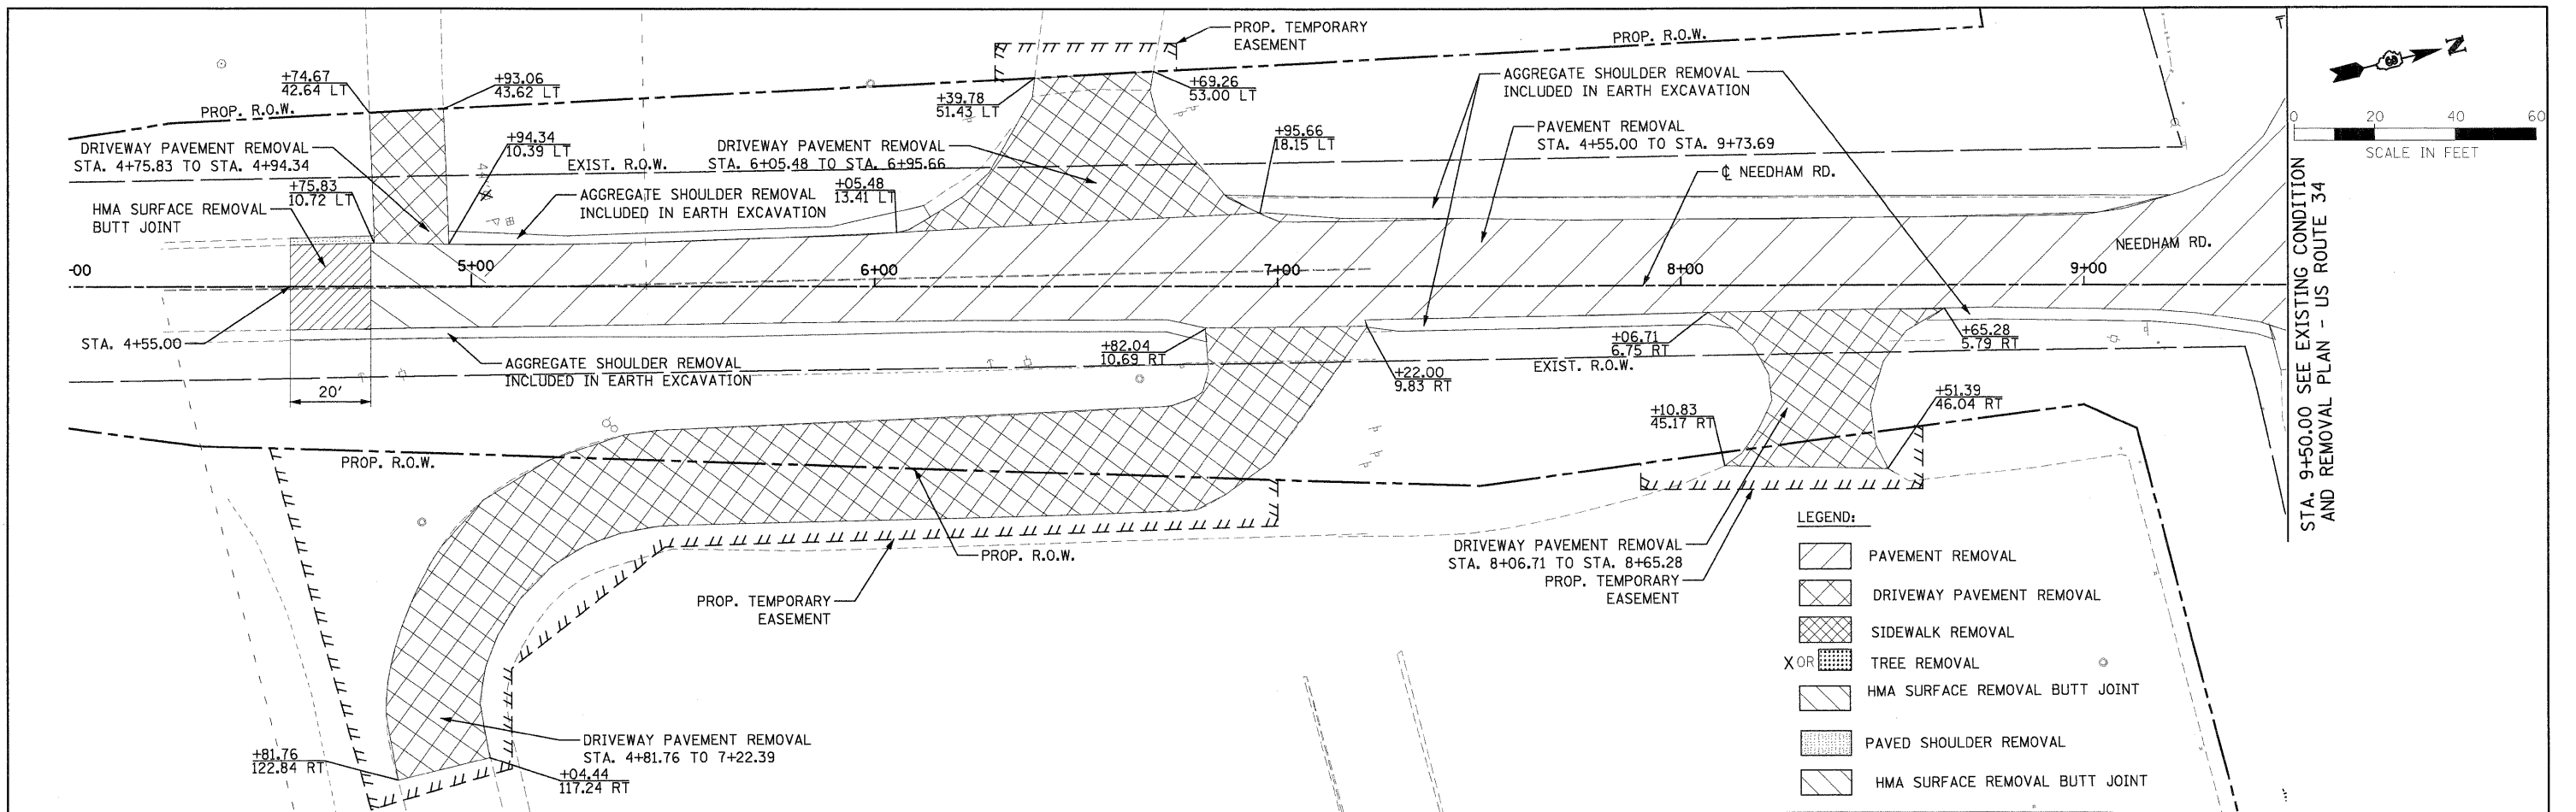 PROP. TEMPORARY
EASEMENT
PROP. R.O.W.
N
+74.67
42.64 LT
+93.06
43.62 LT
PROP. R.O.W.
+39.78
51.43 LT
+69.26
53.00 LT
AGGREGATE SHOULDER REMOVAL
INCLUDED IN EARTH EXCAVATION
0 20 40 60
SCALE IN FEET
DRIVEWAY PAVEMENT REMOVAL
STA. 4+75.83 TO STA. 4+94.34
+94.34
10.39 LT
EXIST. R.O.W.
DRIVEWAY PAVEMENT REMOVAL
STA. 6+05.48 TO STA. 6+95.66
+95.66
18.15 LT
PAVEMENT REMOVAL
STA. 4+55.00 TO STA. 9+73.69
℄ NEEDHAM RD.
+75.83
10.72 LT
HMA SURFACE REMOVAL
BUTT JOINT
AGGREGATE SHOULDER REMOVAL
INCLUDED IN EARTH EXCAVATION
+05.48
13.41 LT
NEEDHAM RD.
-00
5+00
6+00
7+00
8+00
9+00
STA. 4+55.00
20'
AGGREGATE SHOULDER REMOVAL
INCLUDED IN EARTH EXCAVATION
+82.04
10.69 RT
+22.00
9.83 RT
+06.71
6.75 RT
EXIST. R.O.W.
+65.28
5.79 RT
+10.83
45.17 RT
+51.39
46.04 RT
STA. 9+50.00 SEE EXISTING CONDITION
AND REMOVAL PLAN - US ROUTE 34
PROP. R.O.W.
PROP. R.O.W.
PROP. TEMPORARY
EASEMENT
DRIVEWAY PAVEMENT REMOVAL
STA. 8+06.71 TO STA. 8+65.28
PROP. TEMPORARY
EASEMENT
DRIVEWAY PAVEMENT REMOVAL
STA. 4+81.76 TO 7+22.39
+81.76
122.84 RT
+04.44
117.24 RT
LEGEND:
PAVEMENT REMOVAL
DRIVEWAY PAVEMENT REMOVAL
SIDEWALK REMOVAL
X OR TREE REMOVAL
HMA SURFACE REMOVAL BUTT JOINT
PAVED SHOULDER REMOVAL
HMA SURFACE REMOVAL BUTT JOINT